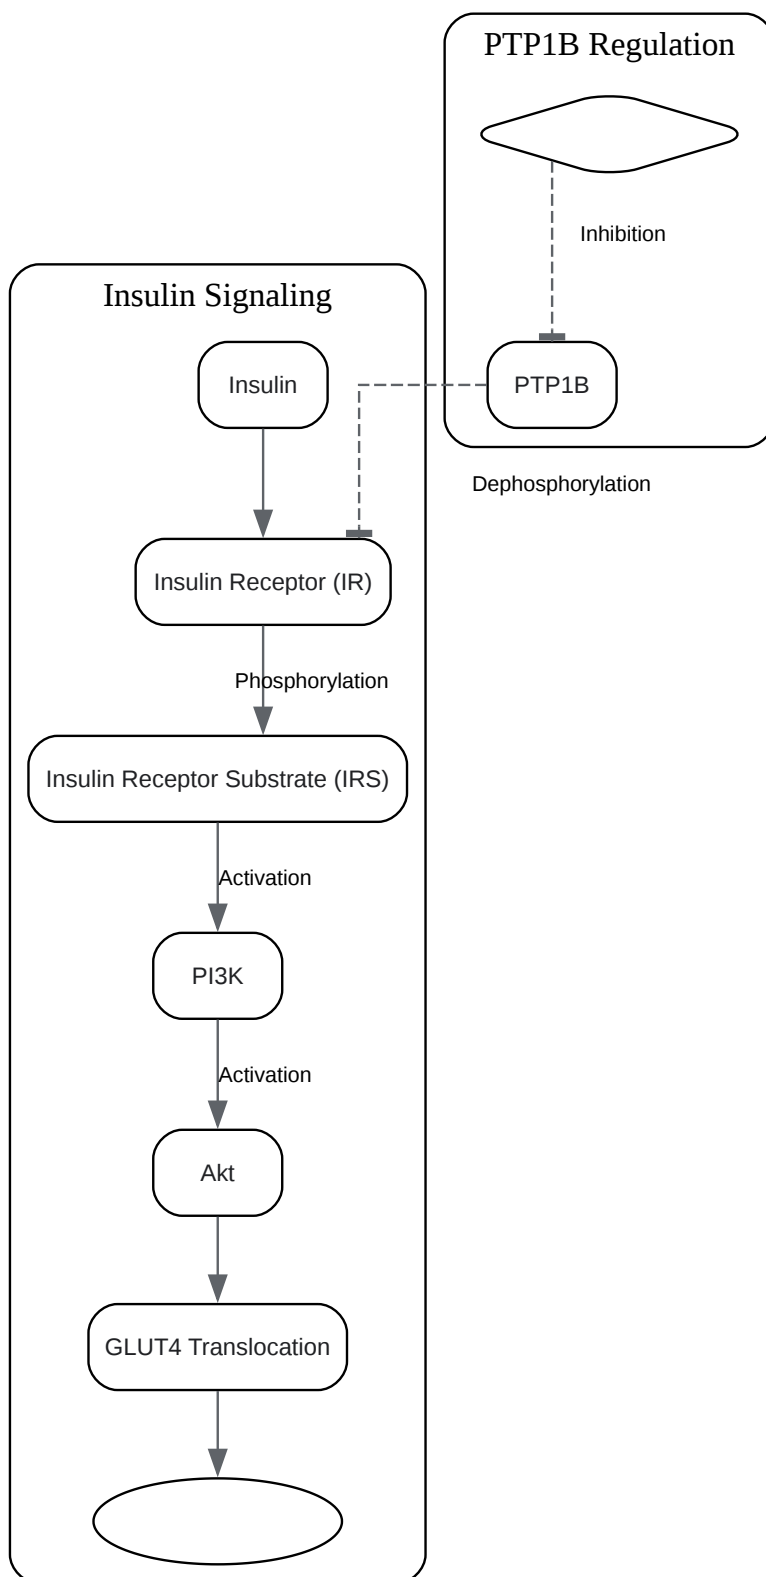 PTP1B Regulation
Inhibition
PTP1B
Dephosphorylation
Insulin Signaling
Insulin
Insulin Receptor (IR)
Phosphorylation
Insulin Receptor Substrate (IRS)
Activation
PI3K
Activation
Akt
GLUT4 Translocation